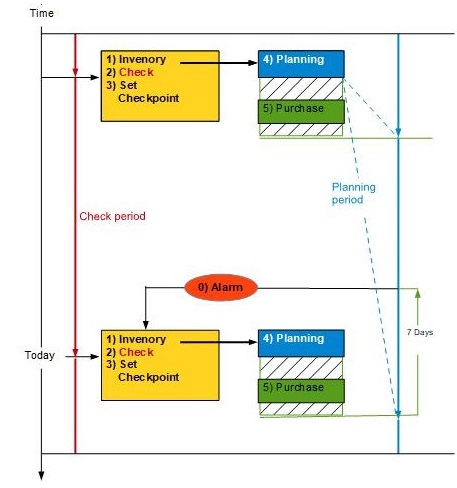 Time
1) Invenory
2) Check
3) Set
Checkpoint
4) Planning
5) Purchase
Planning
period
Check period
0) Alarm
7 Days
Today
1) Invenory
2) Check
3) Set
Checkpoint
4) Planning
5) Purchase